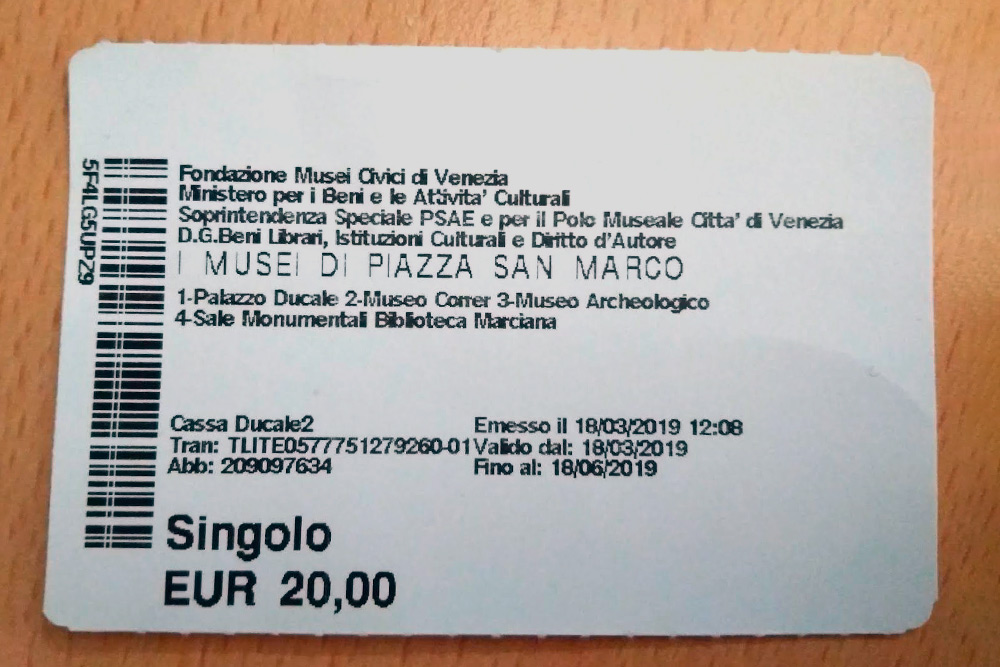 5F4LG5UPZ9
Fondazione Musei Civici di Venezia
Ministero per i Beni e le Attivita' Culturali
Soprintendenza Speciale PSAE e per il Polo Museale Citta' di Venezia
D.G.Beni Librari, Istituzioni Culturali e Diritto d'Autore
I MUSEI DI PIAZZA SAN MARCO
1-Palazzo Ducale 2-Museo Correr 3-Museo Archeologico
4-Sale Monumentali Biblioteca Marciana
Cassa Ducale2 Emesso il 18/03/2019 12:08
Tran: TLITE0577751279260-01 Valido dal: 18/03/2019
Abb: 209097634 Fino al: 18/06/2019
Singolo
EUR 20,00